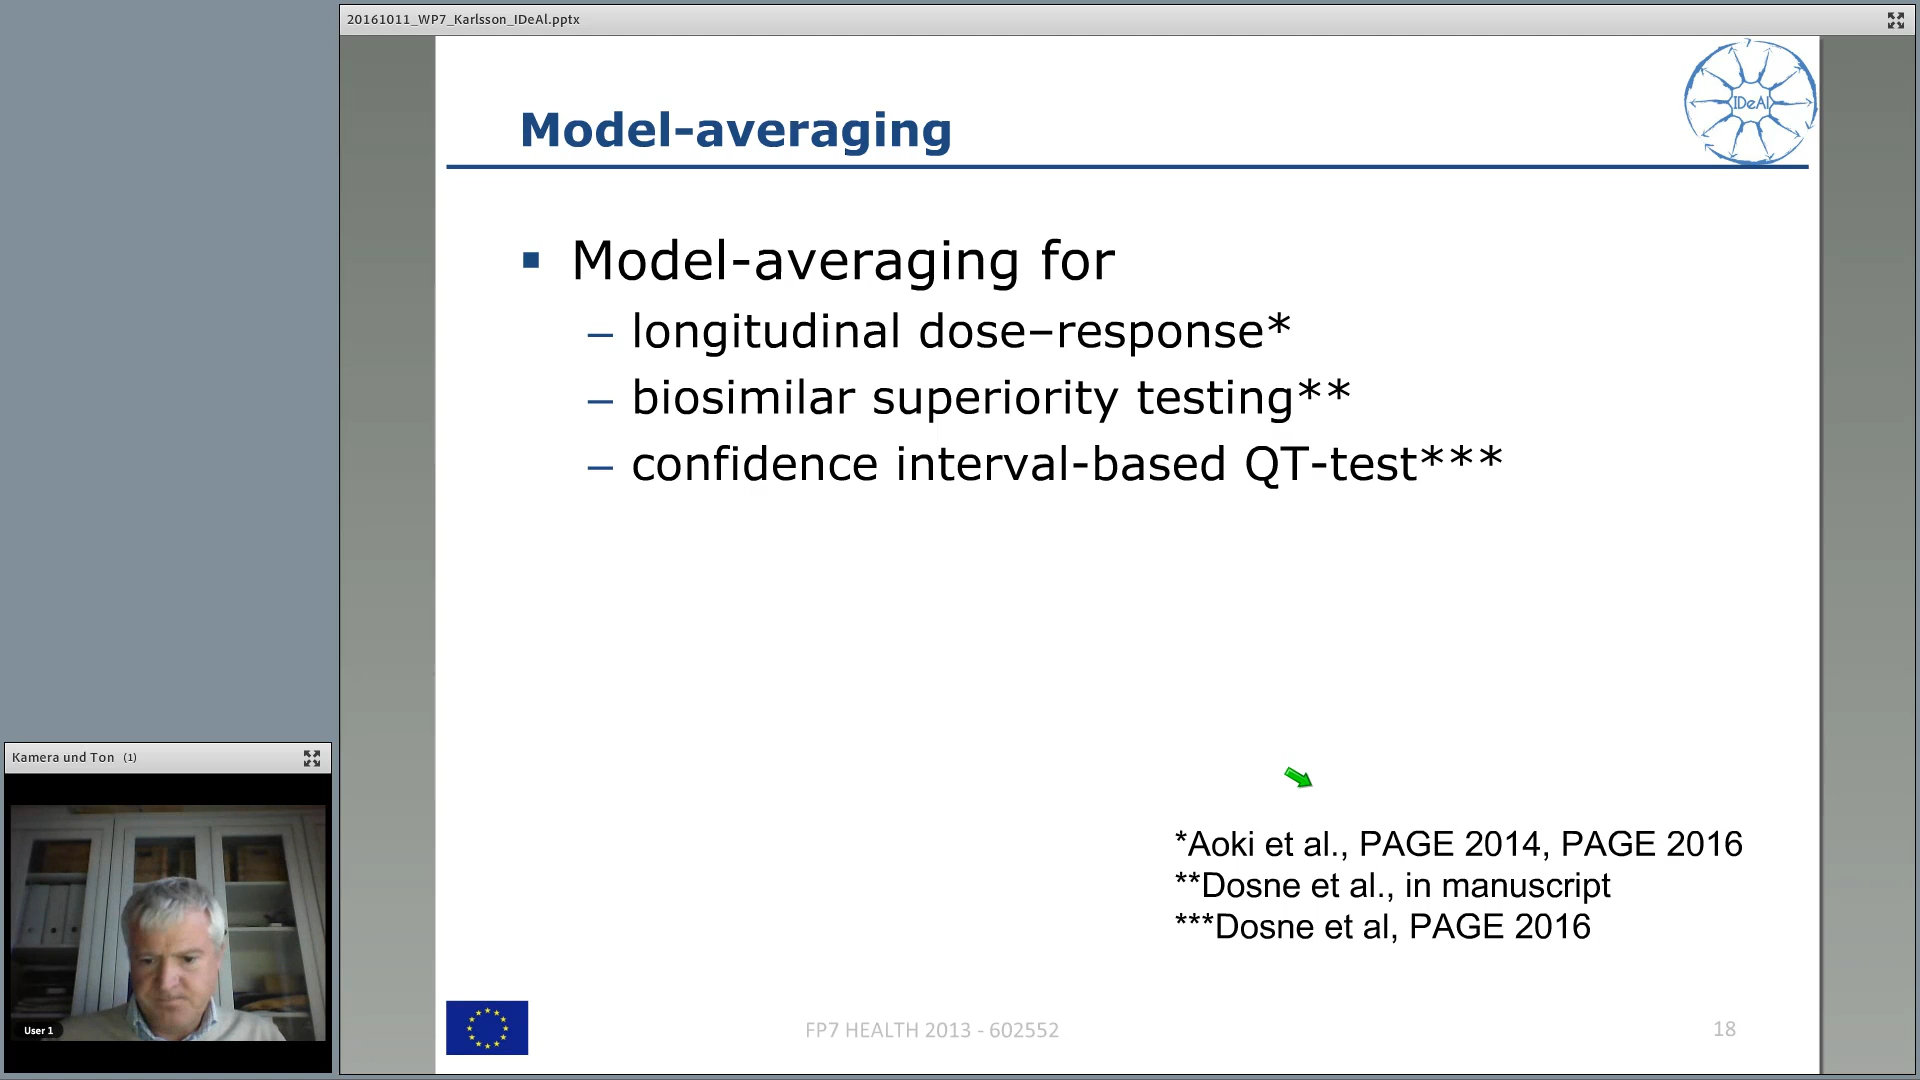 20161011_WP7_Karlsson_IDeAl.pptx
IDeAl
Model-averaging
▪ Model-averaging for
– longitudinal dose–response*
– biosimilar superiority testing**
– confidence interval-based QT-test***
*Aoki et al., PAGE 2014, PAGE 2016
**Dosne et al., in manuscript
***Dosne et al, PAGE 2016
FP7 HEALTH 2013 - 602552
18
Kamera und Ton (1)
User 1